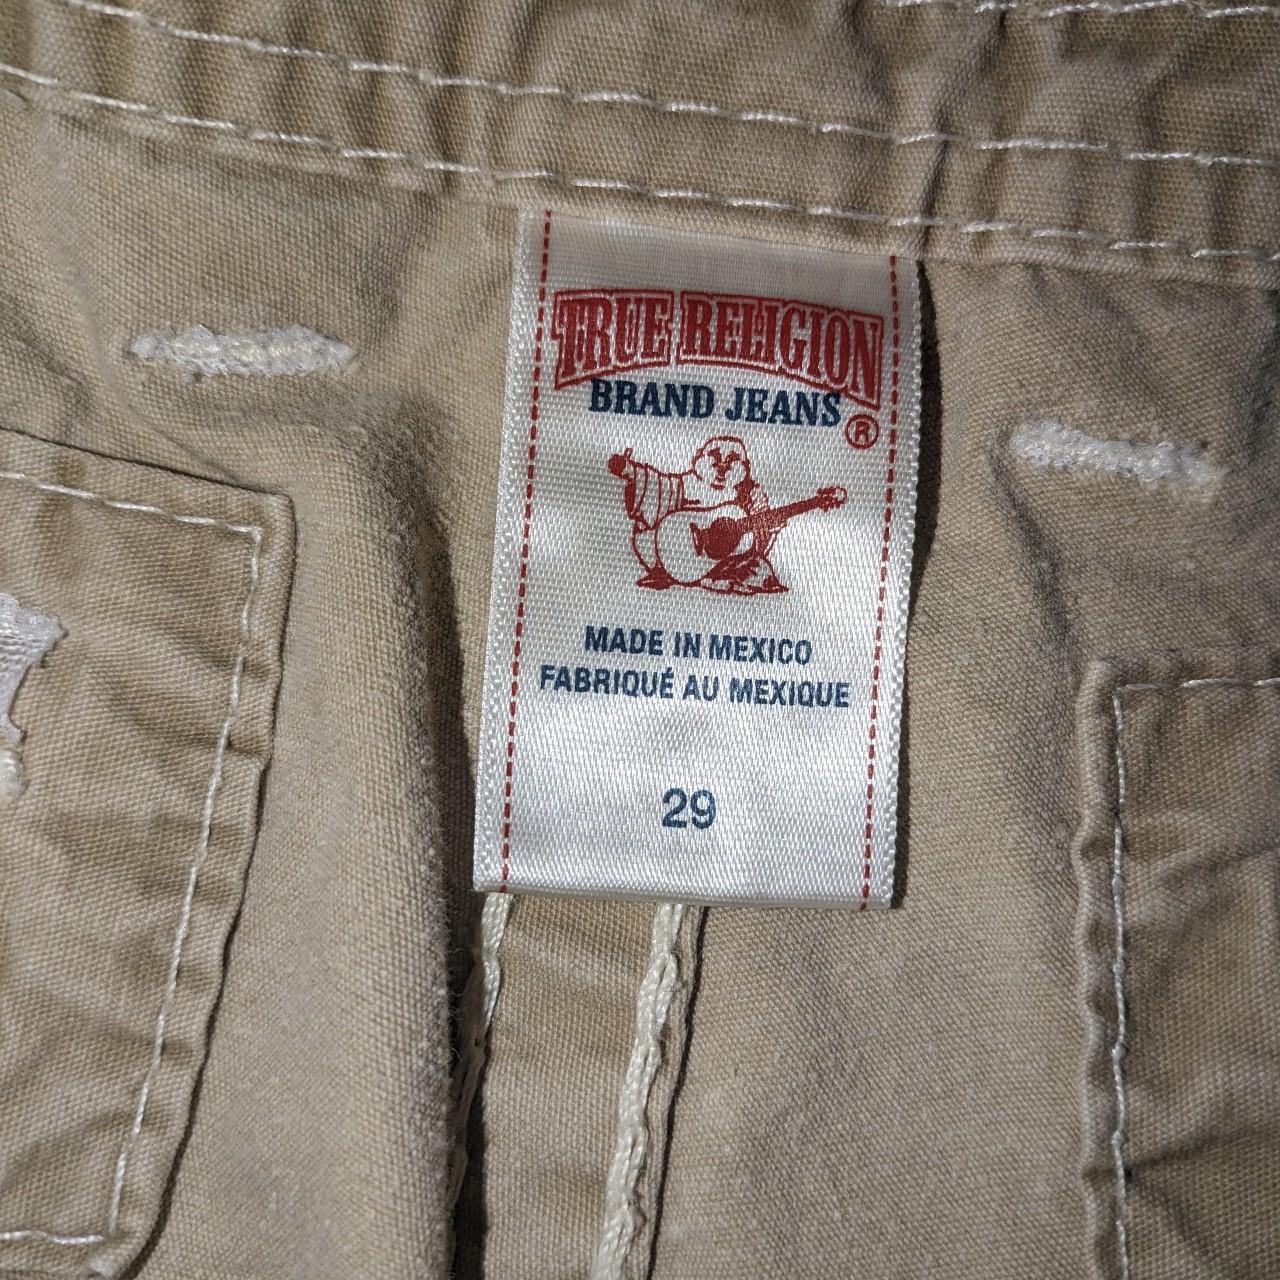 TRUE RELIGION
BRAND JEANS®
MADE IN MEXICO
FABRIQUÉ AU MEXIQUE
29